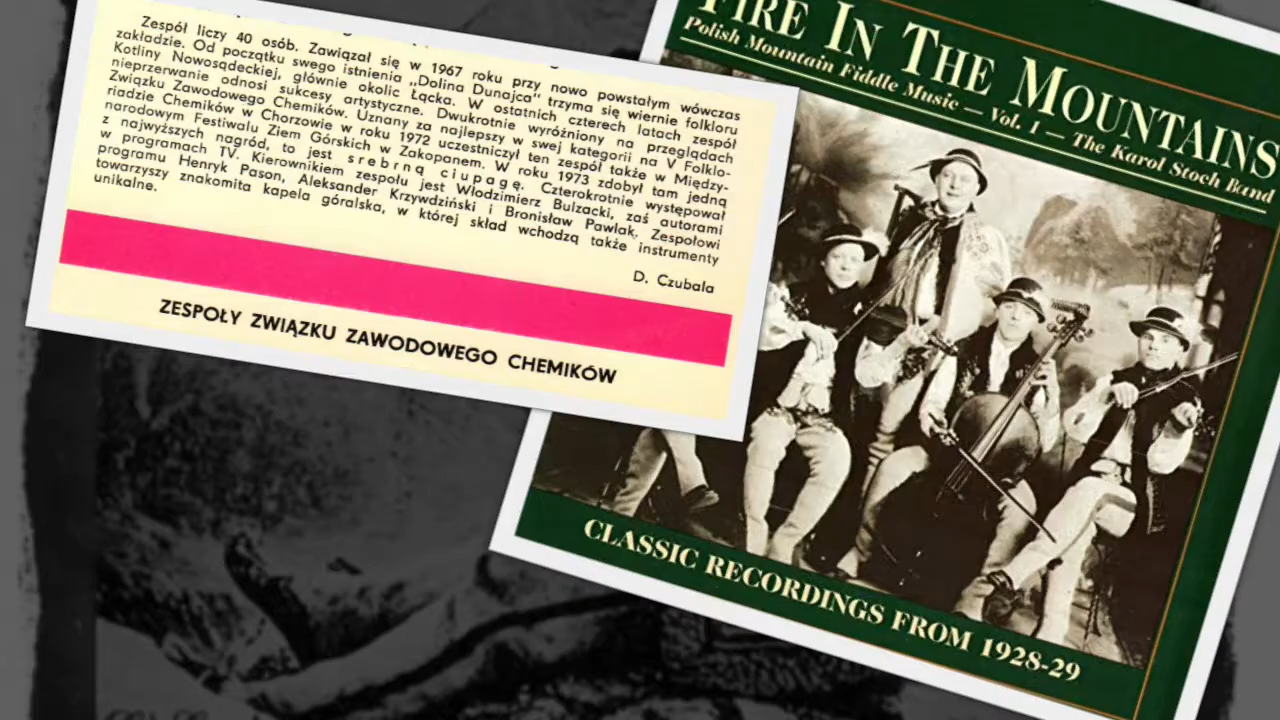 Zespół liczy 40 osób. Zawiązał się w 1967 roku przy nowo powstałym wówczas
zakładzie. Od początku swego istnienia „Dolina Dunajca" trzyma się wiernie folkloru
Kotliny Nowosądeckiej, głównie okolic Łącka. W ostatnich czterech latach zespół
nieprzerwanie odnosi sukcesy artystyczne. Dwukrotnie wyróżniony na przeglądach
Związku Zawodowego Chemików. Uznany za najlepszy w swej kategorii na V Folklo-
riadzie Chemików w Chorzowie w roku 1972 uczestniczył ten zespół także w Między-
narodowym Festiwalu Ziem Górskich w Zakopanem. W roku 1973 zdobył tam jedną
z najwyższych nagród, to jest srebrną ciupagę. Czterokrotnie występował
w programach TV. Kierownikiem zespołu jest Włodzimierz Bulzacki, zaś autorami
programu Henryk Pason, Aleksander Krzywdziński i Bronisław Pawlak. Zespołowi
towarzyszy znakomita kapela góralska, w której skład wchodzą także instrumenty
unikalne.
D. Czubala
ZESPOŁY ZWIĄZKU ZAWODOWEGO CHEMIKÓW
FIRE IN THE MOUNTAINS
Polish Mountain Fiddle Music — Vol. 1 — The Karol Stoch Band
CLASSIC RECORDINGS FROM 1928-29